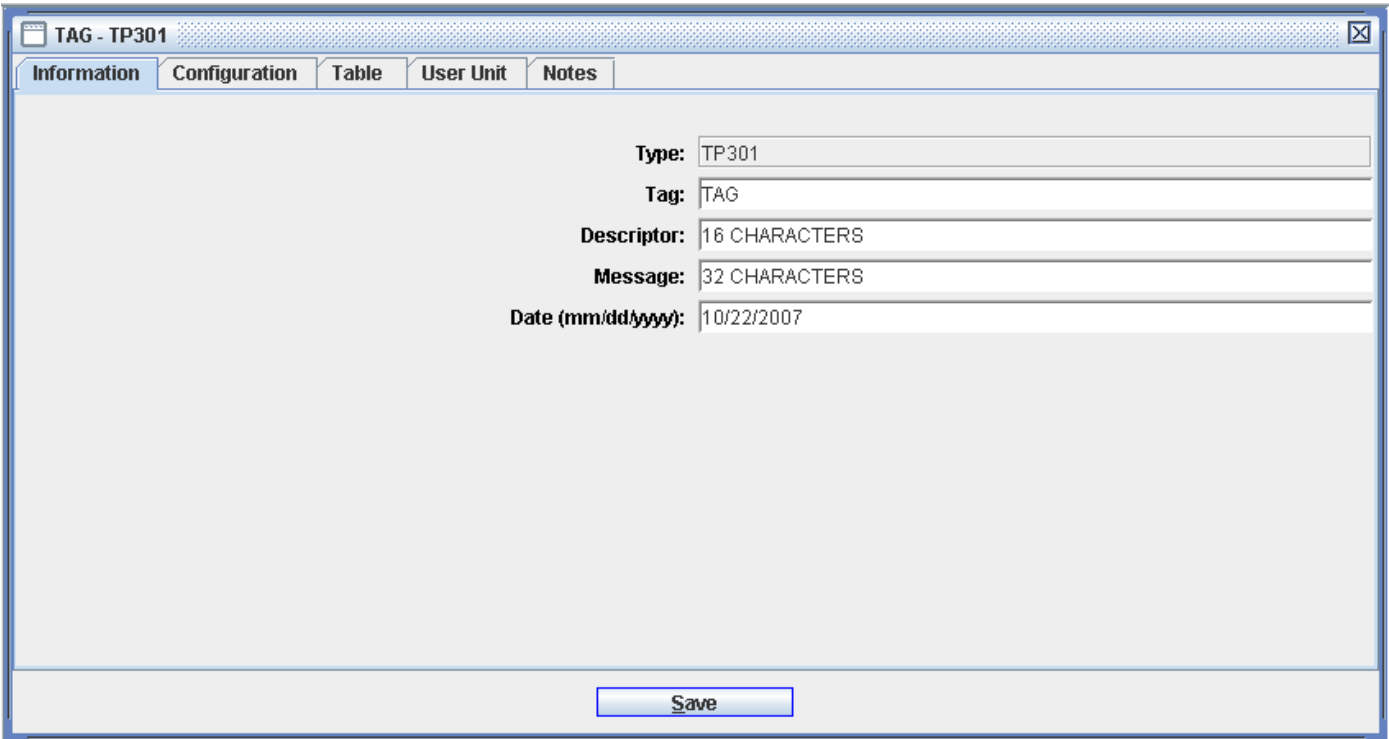 TAG - TP301
Information Configuration Table User Unit Notes
Type: TP301
Tag: TAG
Descriptor: 16 CHARACTERS
Message: 32 CHARACTERS
Date (mm/dd/yyyy): 10/22/2007
Save